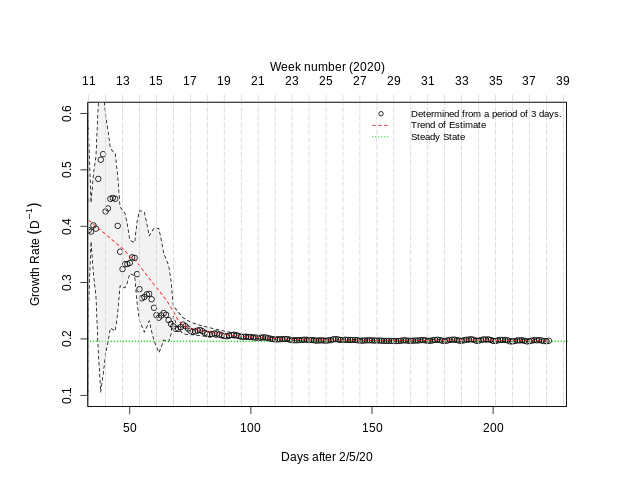 Week number (2020)
11 13 15 17 19 21 23 25 27 29 31 33 35 37 39
Determined from a period of 3 days.
Trend of Estimate
Steady State
Growth Rate (D⁻¹)
0.6
0.5
0.4
0.3
0.2
0.1
50 100 150 200
Days after 2/5/20